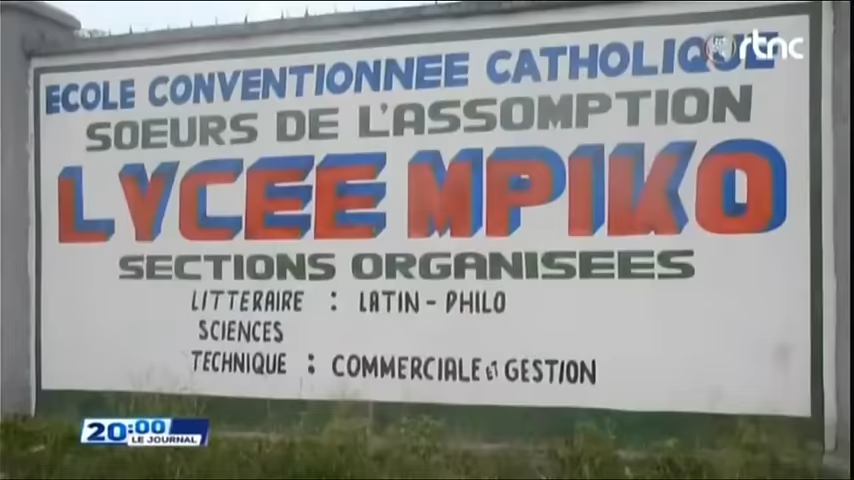 rtnc
ECOLE CONVENTIONNEE CATHOLIQUE
SOEURS DE L'ASSOMPTION
LYCEE MPIKO
SECTIONS ORGANISEES
LITTERAIRE : LATIN - PHILO
SCIENCES
TECHNIQUE : COMMERCIALE et GESTION
20:00
LE JOURNAL